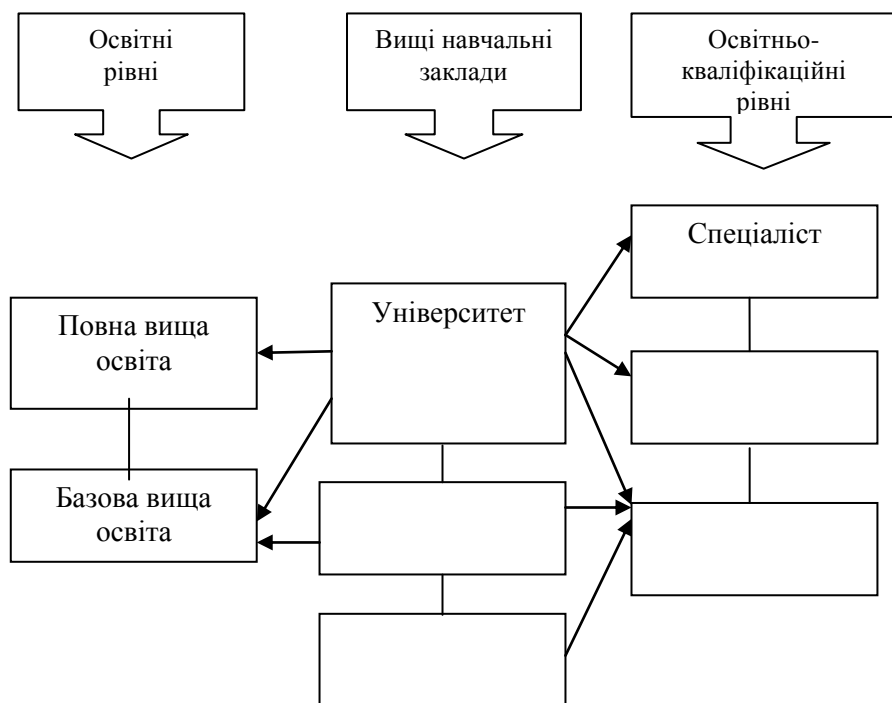 Освітні
рівні
Вищі навчальні
заклади
Освітньо-
кваліфікаційні
рівні
Спеціаліст
Університет
Повна вища
освіта
Базова вища
освіта